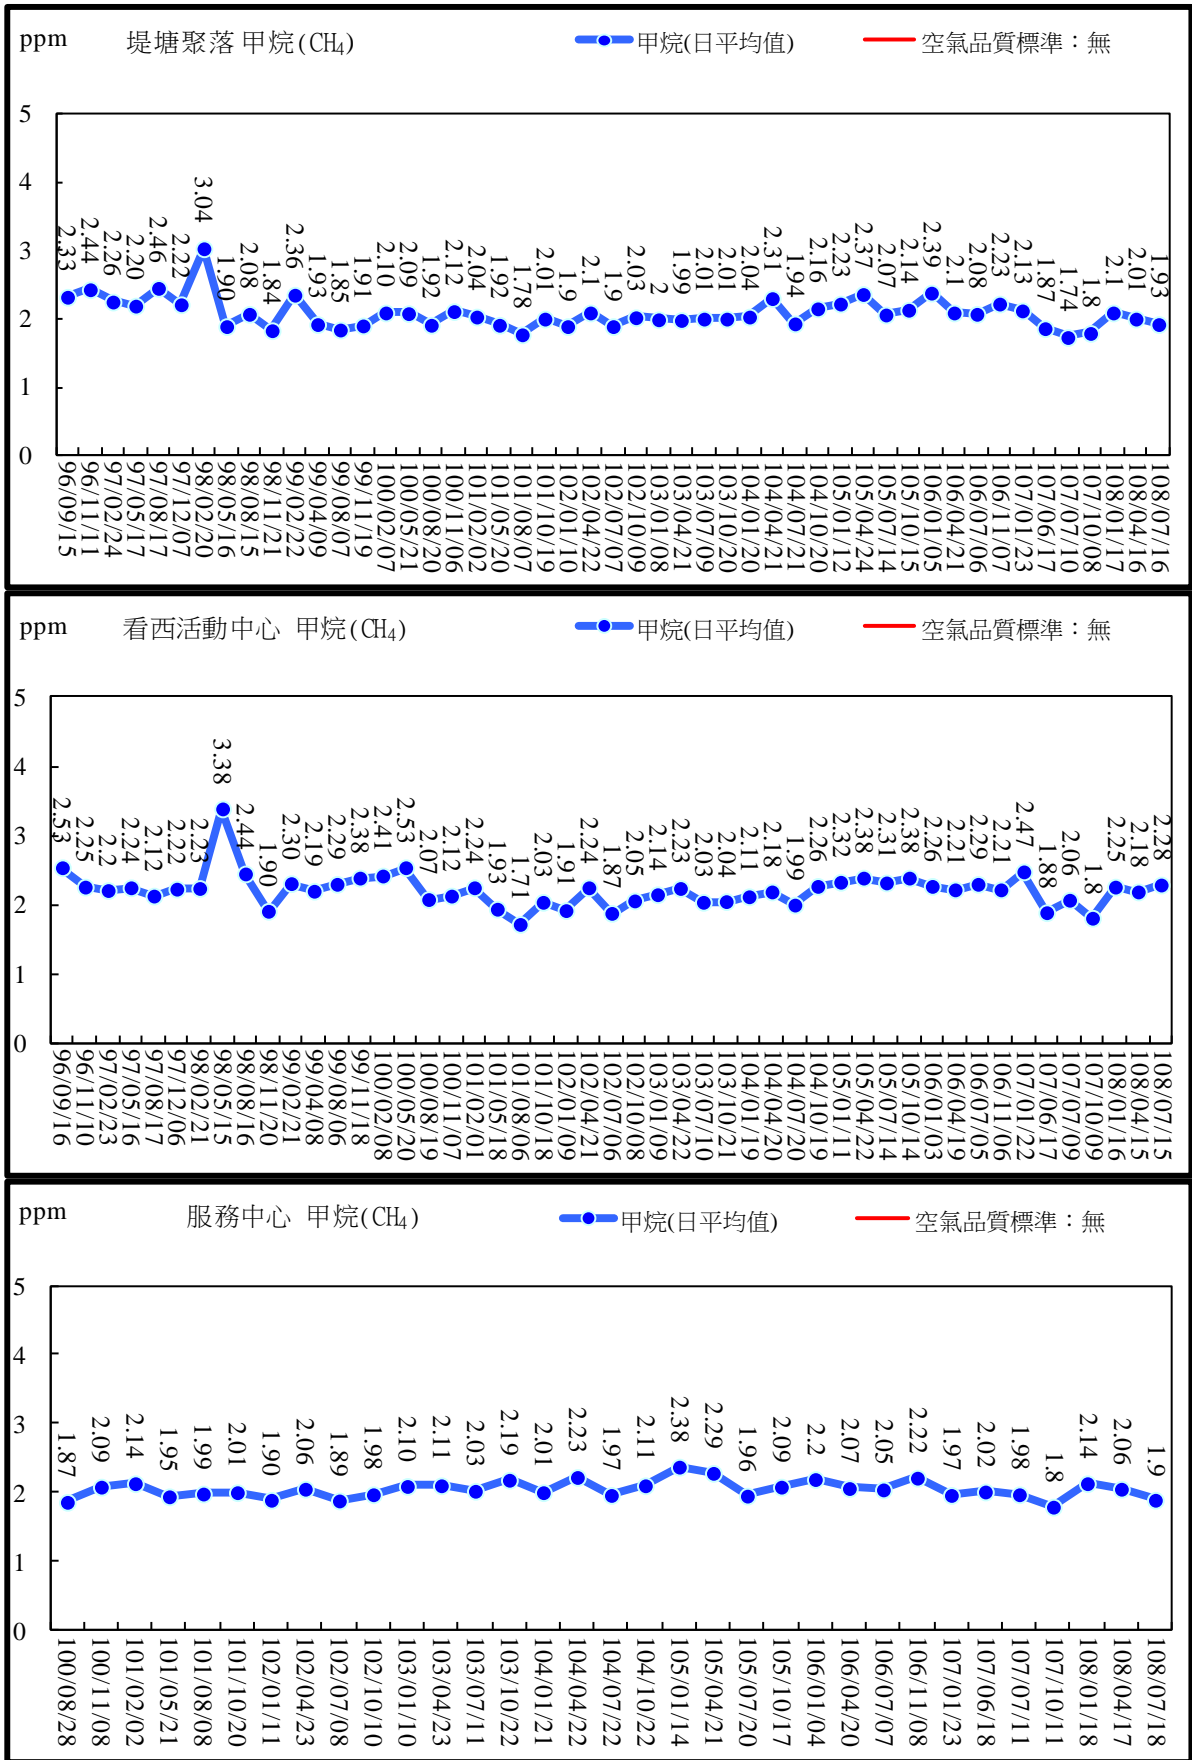 ppm 堤塘聚落 甲烷(CH₄) 甲烷(日平均值) 空氣品質標準：無
5
4
3
2
1
0
2.33 2.44 2.26 2.20 2.46 2.22 3.04 1.90 2.08 1.84 2.36 1.93 1.85 1.91 2.10 2.09 1.92 2.12 2.04 1.92 1.78 2.01 1.9 2.1 1.9 2.03 2 1.99 2.01 2.01 2.04 2.31 1.94 2.16 2.23 2.37 2.07 2.14 2.39 2.1 2.08 2.23 2.13 1.87 1.74 1.8 2.1 2.01 1.93
96/09/15 96/11/11 97/02/24 97/05/17 97/08/17 97/12/07 98/02/20 98/05/16 98/08/15 98/11/21 99/02/22 99/04/09 99/08/07 99/11/19 100/02/07 100/05/21 100/08/20 100/11/06 101/02/02 101/05/20 101/08/07 101/10/19 102/01/10 102/04/22 102/07/08 102/10/09 103/01/08 103/04/21 103/07/09 103/10/20 104/01/20 104/04/21 104/07/21 104/10/20 105/01/12 105/04/24 105/07/14 105/10/15 106/01/05 106/04/21 106/07/06 106/11/07 107/01/23 107/06/17 107/07/10 107/10/08 108/01/17 108/04/16 108/07/16
ppm 看西活動中心 甲烷(CH₄) 甲烷(日平均值) 空氣品質標準：無
5
4
3
2
1
0
2.53 2.25 2.2 2.24 2.12 2.22 2.23 3.38 2.44 1.90 2.30 2.19 2.29 2.38 2.41 2.53 2.07 2.12 2.24 1.93 1.71 2.03 1.91 2.24 1.87 2.05 2.14 2.23 2.03 2.04 2.11 2.18 1.99 2.26 2.32 2.38 2.31 2.38 2.26 2.21 2.29 2.21 2.47 1.88 2.06 1.8 2.25 2.18 2.28
96/09/16 96/11/10 97/02/23 97/05/16 97/08/17 97/12/06 98/02/21 98/05/15 98/08/16 98/11/20 99/02/21 99/04/08 99/08/06 99/11/18 100/02/08 100/05/20 100/08/19 100/11/07 101/02/01 101/05/18 101/08/06 101/10/18 102/01/09 102/04/21 102/07/06 102/10/08 103/01/09 103/04/22 103/07/10 103/10/21 104/01/19 104/04/20 104/07/20 104/10/19 105/01/11 105/04/22 105/07/14 105/10/14 106/01/03 106/04/19 106/07/05 106/11/06 107/01/22 107/06/17 107/07/09 107/10/09 108/01/16 108/04/15 108/07/15
ppm 服務中心 甲烷(CH₄) 甲烷(日平均值) 空氣品質標準：無
5
4
3
2
1
0
1.87 2.09 2.14 1.95 1.99 2.01 1.90 2.06 1.89 1.98 2.10 2.11 2.03 2.19 2.01 2.23 1.97 2.11 2.38 2.29 1.96 2.09 2.2 2.07 2.05 2.22 1.97 2.02 1.98 1.8 2.14 2.06 1.9
100/08/28 100/11/08 101/02/02 101/05/21 101/08/08 101/10/20 102/01/11 102/04/23 102/07/08 102/10/10 103/01/10 103/04/23 103/07/11 103/10/22 104/01/21 104/04/22 104/07/22 104/10/22 105/01/14 105/04/21 105/07/20 105/10/17 106/01/04 106/04/20 106/07/07 106/11/08 107/01/23 107/06/18 107/07/11 107/10/11 108/01/18 108/04/17 108/07/18